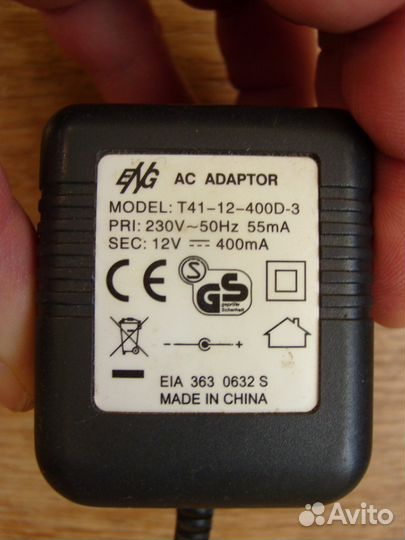 ENG AC ADAPTOR
MODEL: T41-12-400D-3
PRI: 230V~50Hz 55mA
SEC: 12V ⎓ 400mA
CE
S
GS
geprüfte
Sicherheit
- +
EIA 363 0632 S
MADE IN CHINA
Avito